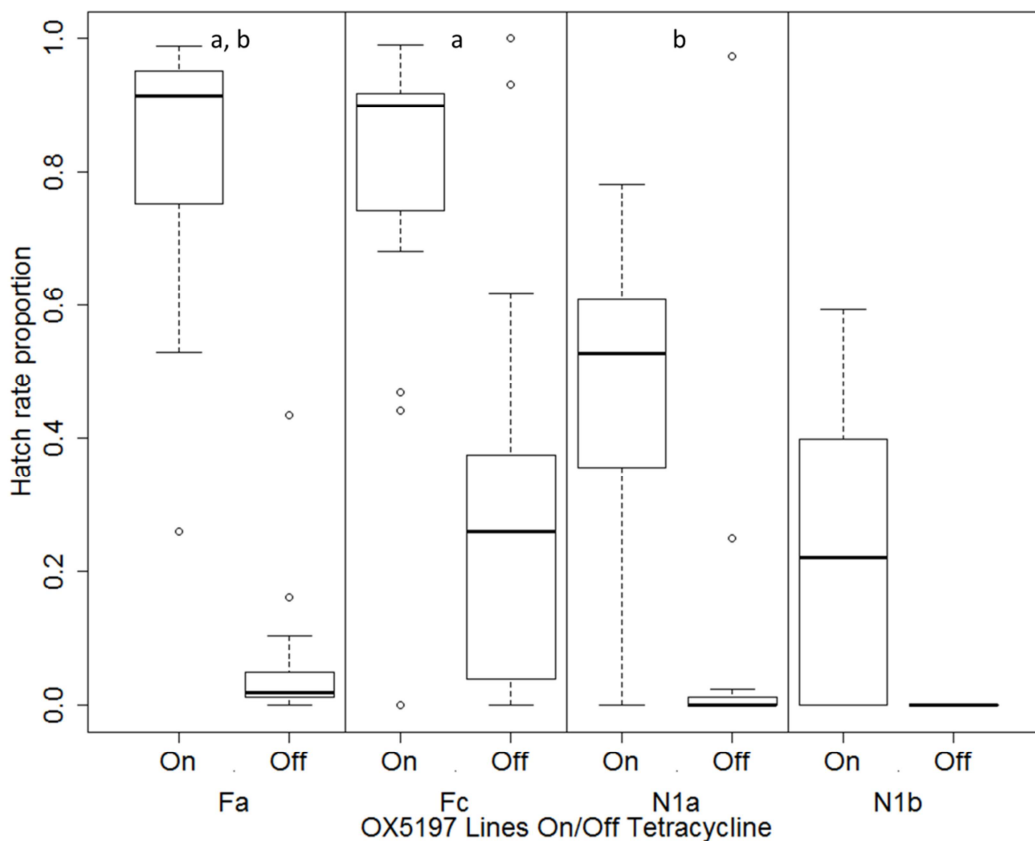 a, b
a
b
Hatch rate proportion
1.0
0.8
0.6
0.4
0.2
0.0
On Off On Off On Off On Off
Fa Fc N1a N1b
OX5197 Lines On/Off Tetracycline